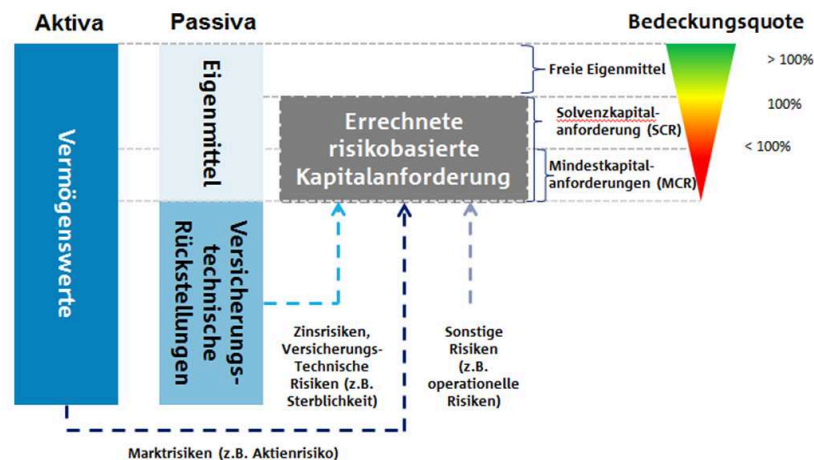 Aktiva
Passiva
Bedeckungsquote
Vermögenswerte
Eigenmittel
Versicherungs-
technische
Rückstellungen
Errechnete
risikobasierte
Kapitalanforderung
Freie Eigenmittel
Solvenzkapital-
anforderung (SCR)
Mindestkapital-
anforderungen (MCR)
> 100%
100%
< 100%
Zinsrisiken,
Versicherungs-
Technische
Risiken (z.B.
Sterblichkeit)
Sonstige
Risiken
(z.B.
operationelle
Risiken)
Marktrisiken (z.B. Aktienrisiko)